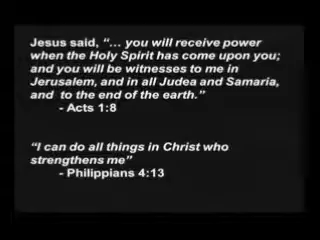 Jesus said, “… you will receive power
when the Holy Spirit has come upon you;
and you will be witnesses to me in
Jerusalem, and in all Judea and Samaria,
and  to the end of the earth.”
- Acts 1:8
“I can do all things in Christ who
strengthens me”
- Philippians 4:13